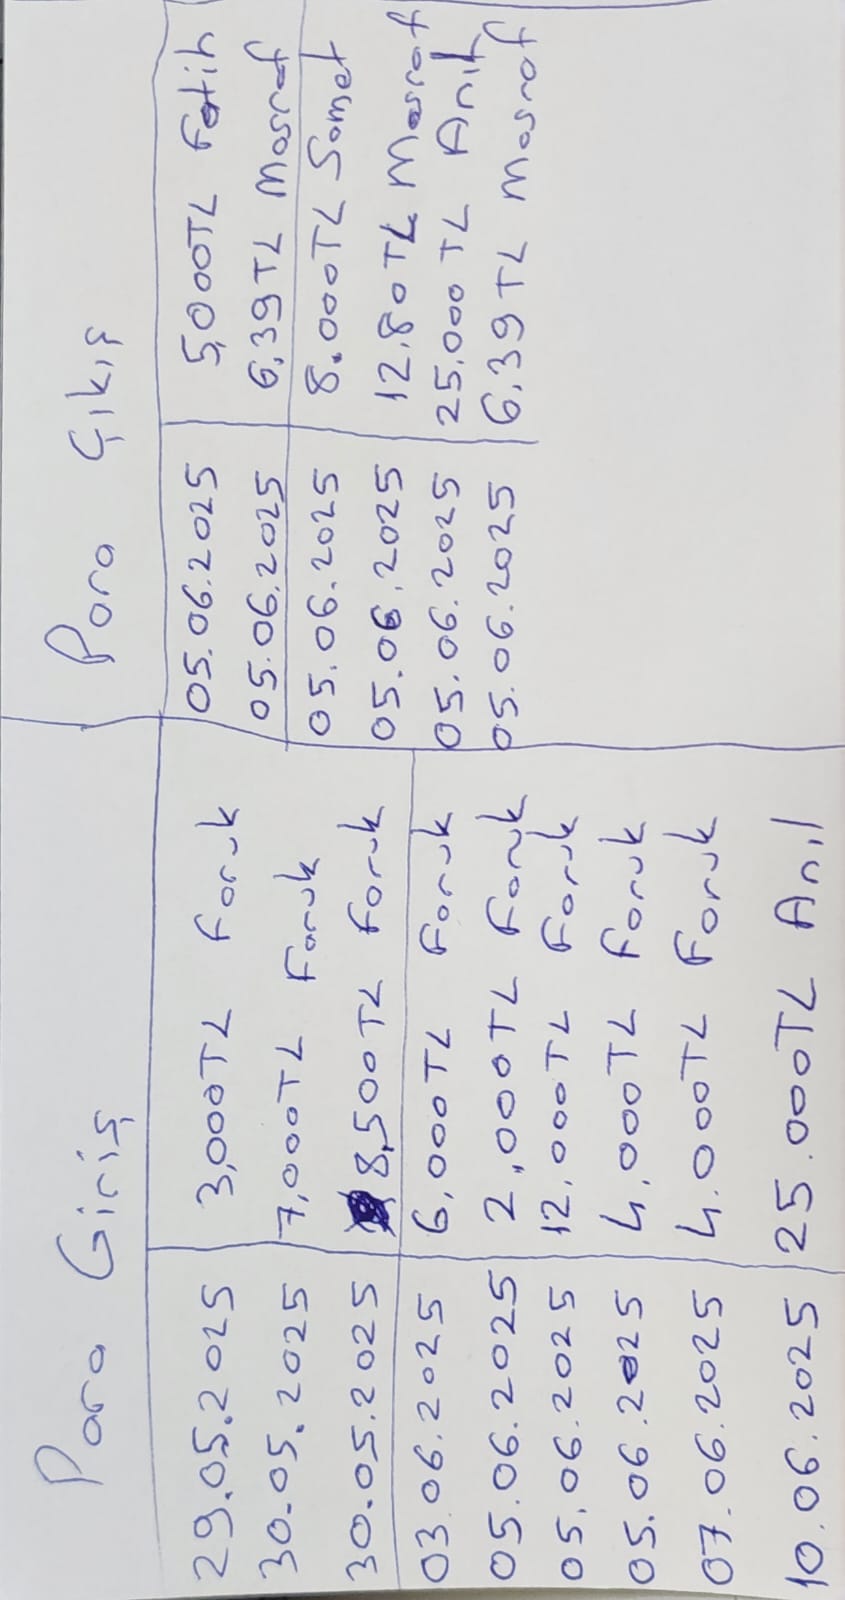 Para Giriş
29.05.2025 3,000TL Faruk
30.05.2025 7,000TL Faruk
30.05.2025 8,500TL Faruk
03.06.2025 6,000TL Faruk
05.06.2025 2,000TL Faruk
05.06.2025 12,000TL Faruk
05.06.2025 4,000TL Faruk
07.06.2025 4.000TL Faruk
10.06.2025 25.000TL Anıl
Para Çıkış
05.06.2025 5,000TL Fatih
05.06.2025 6,39TL Masraf
05.06.2025 8.000TL Samet
05.06.2025 12,80TL Masraf
05.06.2025 25.000TL Anıl
05.06.2025 6,39TL Masraf